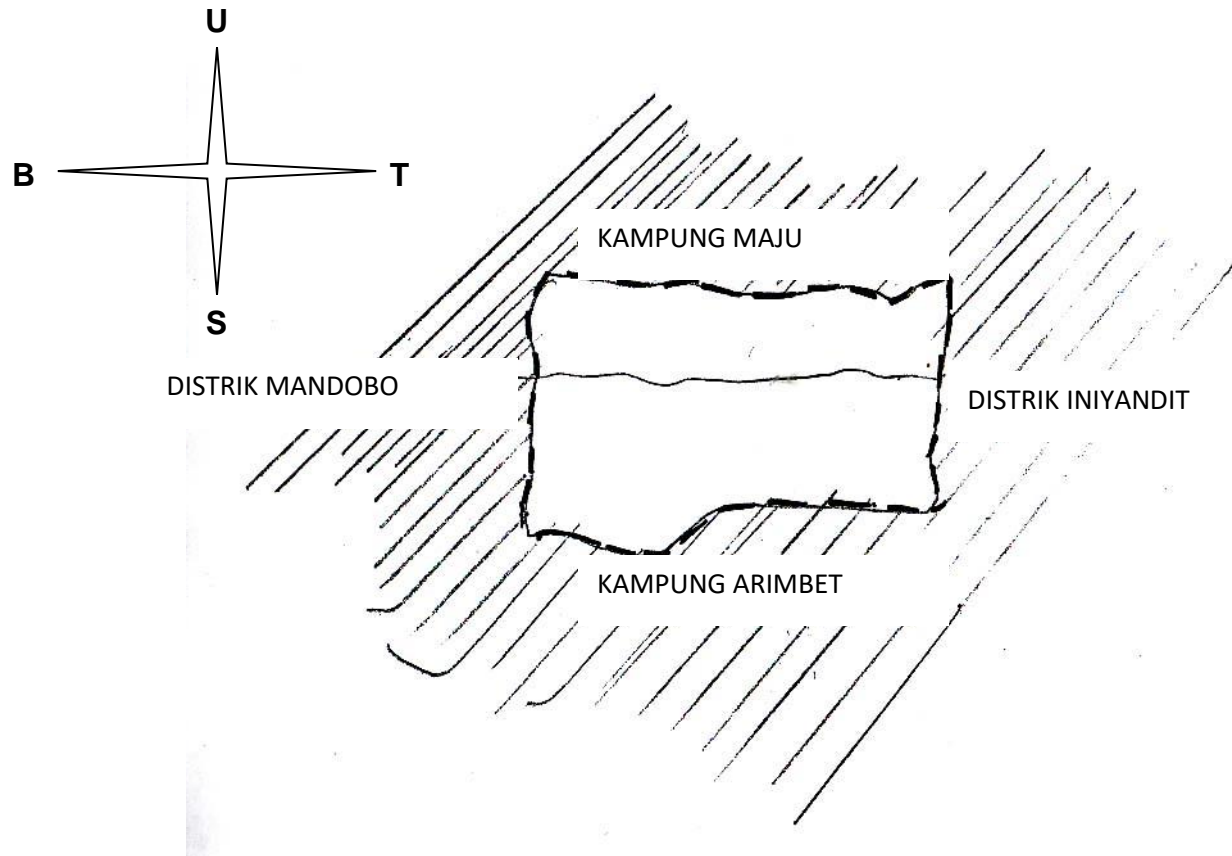 U
B
T
S
KAMPUNG MAJU
DISTRIK MANDOBO
DISTRIK INIYANDIT
KAMPUNG ARIMBET